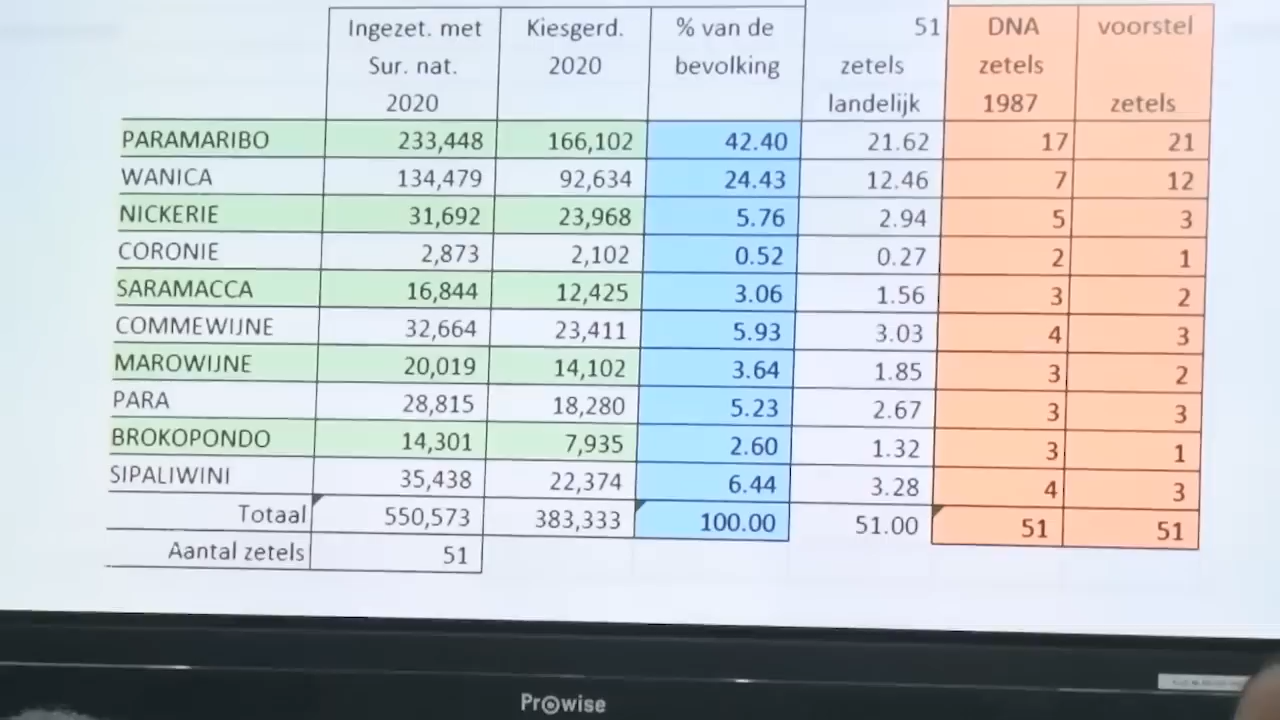 Ingezet. met Kiesgerd. % van de 51 DNA voorstel
Sur. nat. 2020 bevolking zetels zetels
2020 landelijk 1987 zetels
PARAMARIBO 233,448 166,102 42.40 21.62 17 21
WANICA 134,479 92,634 24.43 12.46 7 12
NICKERIE 31,692 23,968 5.76 2.94 5 3
CORONIE 2,873 2,102 0.52 0.27 2 1
SARAMACCA 16,844 12,425 3.06 1.56 3 2
COMMEWIJNE 32,664 23,411 5.93 3.03 4 3
MAROWIJNE 20,019 14,102 3.64 1.85 3 2
PARA 28,815 18,280 5.23 2.67 3 3
BROKOPONDO 14,301 7,935 2.60 1.32 3 1
SIPALIWINI 35,438 22,374 6.44 3.28 4 3
Totaal 550,573 383,333 100.00 51.00 51 51
Aantal zetels 51
Prowise